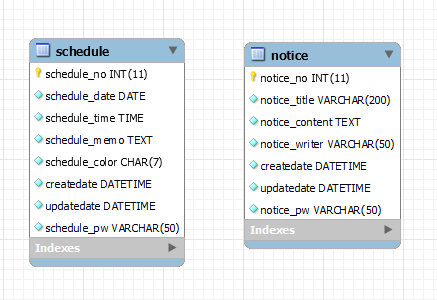 schedule
schedule_no INT(11)
schedule_date DATE
schedule_time TIME
schedule_memo TEXT
schedule_color CHAR(7)
createdate DATETIME
updatedate DATETIME
schedule_pw VARCHAR(50)
Indexes
notice
notice_no INT(11)
notice_title VARCHAR(200)
notice_content TEXT
notice_writer VARCHAR(50)
createdate DATETIME
updatedate DATETIME
notice_pw VARCHAR(50)
Indexes